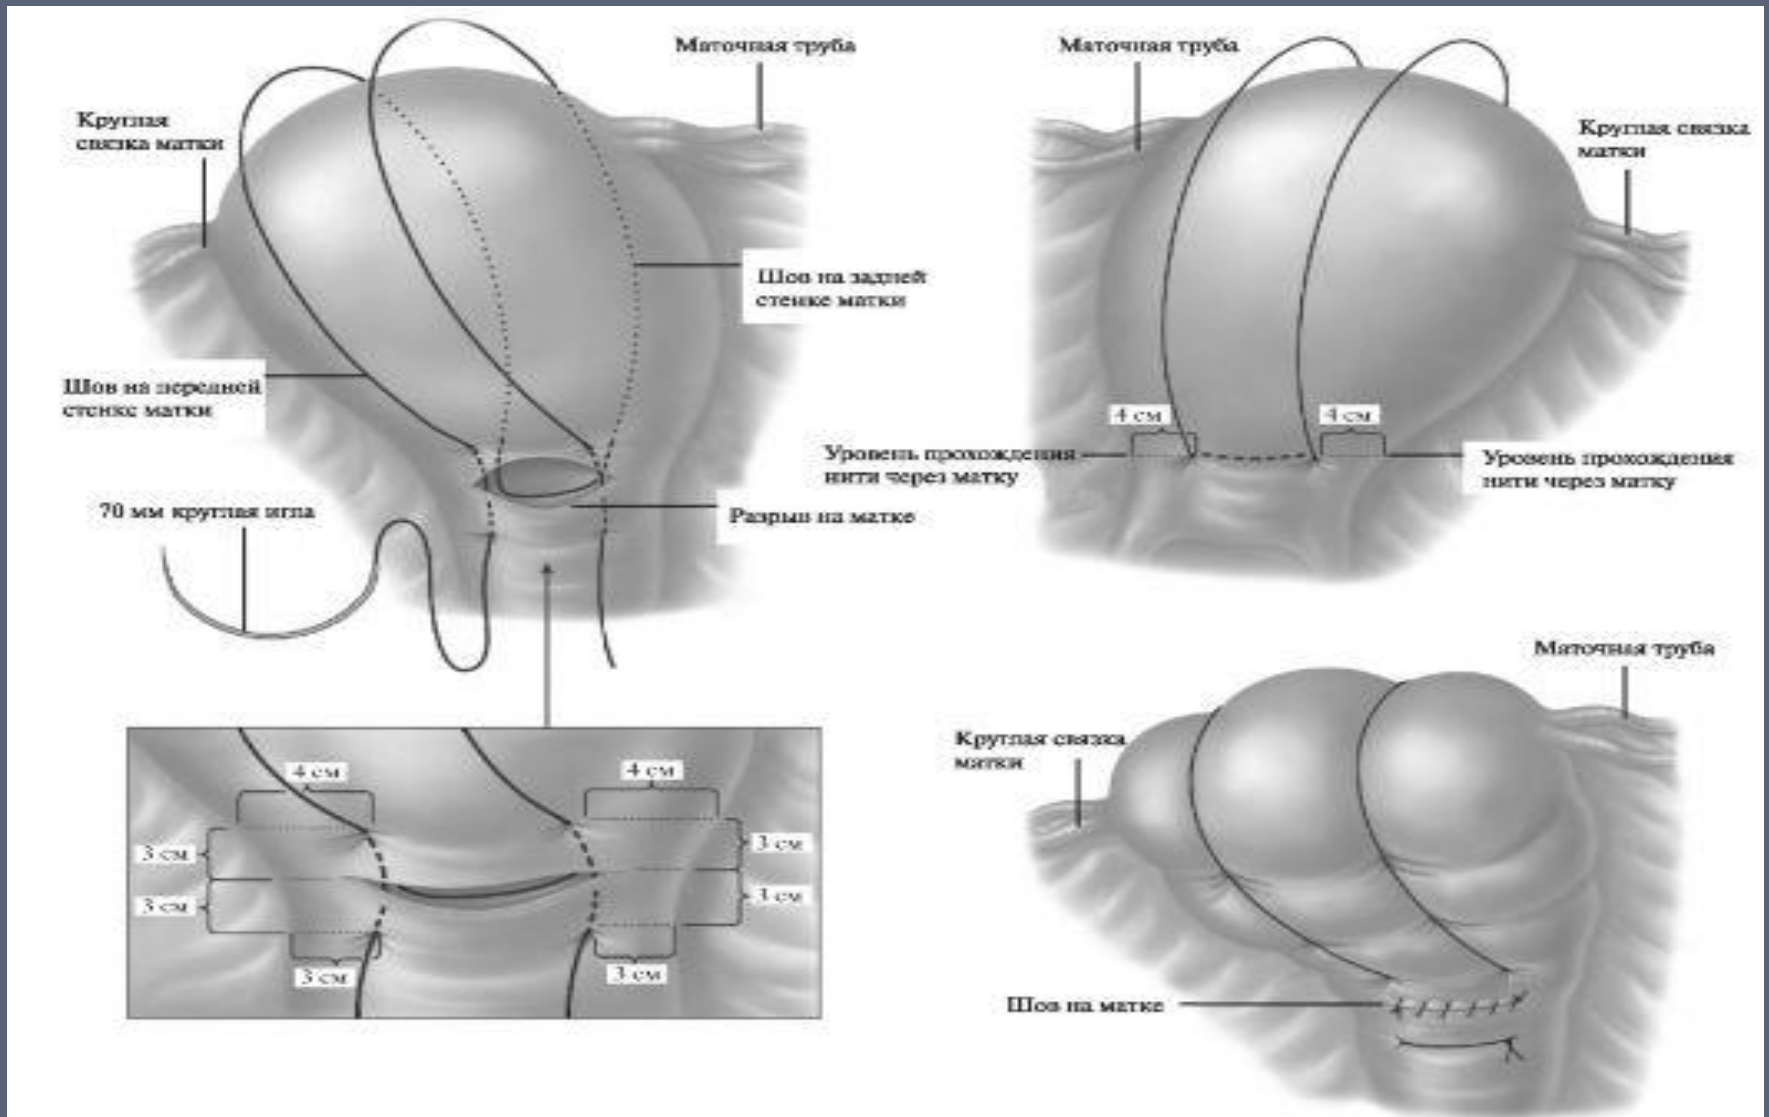 Маточная труба
Круглая
связка матки
Шов на задней
стенке матки
Шов на передней
стенке матки
70 мм круглая игла
Разрыв на матке
Маточная труба
Круглая связка
матки
4 см
4 см
Уровень прохождения
нити через матку
Уровень прохождения
нити через матку
4 см
4 см
3 см
3 см
3 см
3 см
3 см
3 см
Маточная труба
Круглая связка
матки
Шов на матке